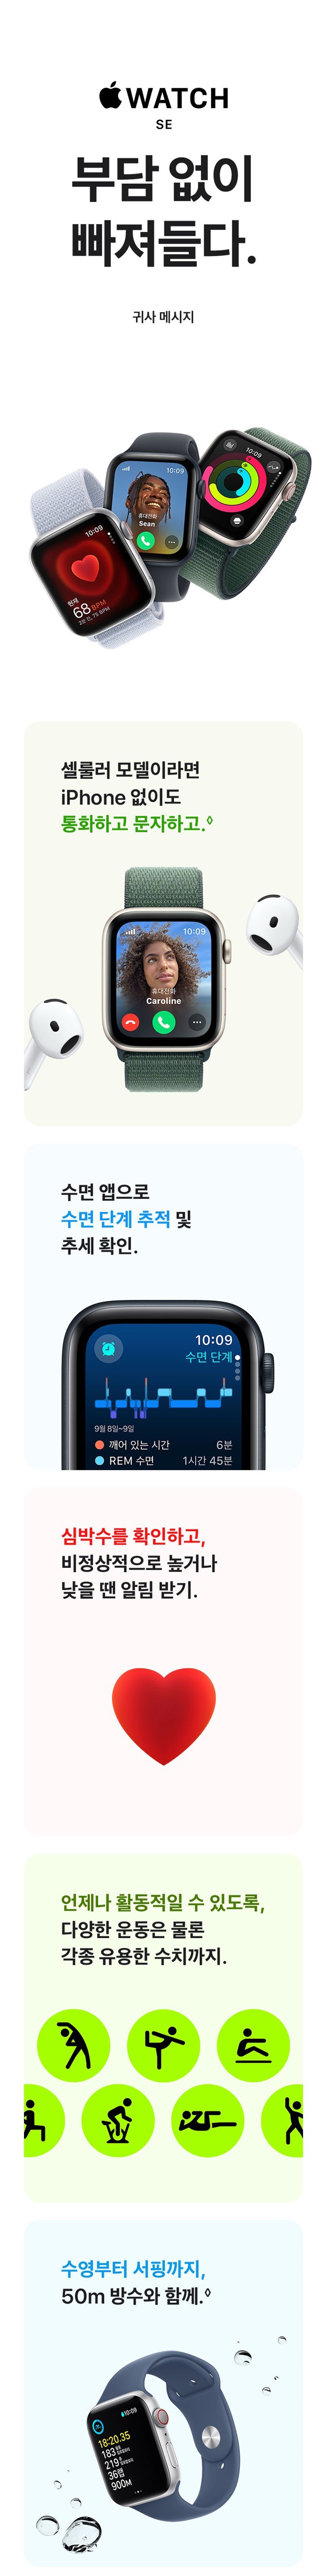 WATCH
SE
부담 없이
빠져들다.
귀사 메시지
10:09
현재
68 BPM
2분 전, 75 BPM
10:09
휴대전화
Sean
10:09
셀룰러 모델이라면
iPhone 없이도
통화하고 문자하고.◊
10:09
휴대전화
Caroline
수면 앱으로
수면 단계 추적 및
추세 확인.
10:09
수면 단계
9월 8일~9일
깨어 있는 시간 6분
REM 수면 1시간 45분
심박수를 확인하고,
비정상적으로 높거나
낮을 땐 알림 받기.
언제나 활동적일 수 있도록,
다양한 운동은 물론
각종 유용한 수치까지.
수영부터 서핑까지,
50m 방수와 함께.◊
10:09
18:20.35
183
219
36랩
900M